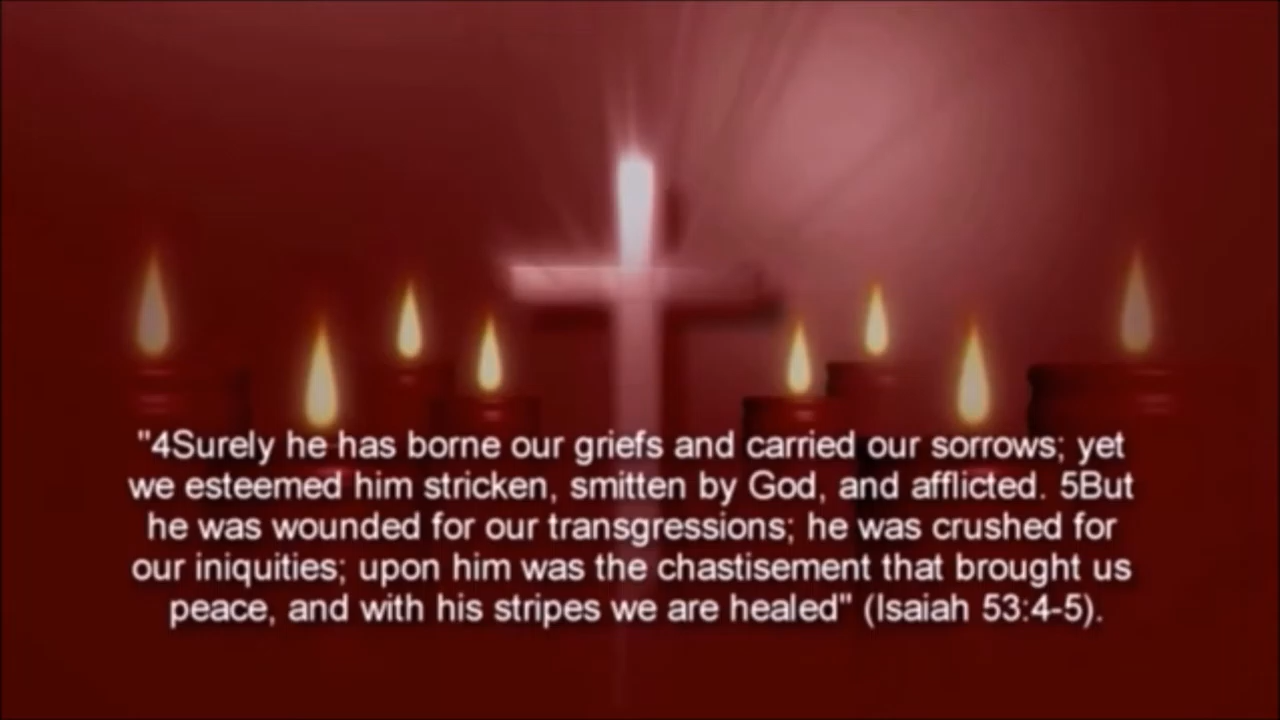 "4Surely he has borne our griefs and carried our sorrows; yet
we esteemed him stricken, smitten by God, and afflicted. 5But
he was wounded for our transgressions; he was crushed for
our iniquities; upon him was the chastisement that brought us
peace, and with his stripes we are healed" (Isaiah 53:4-5).